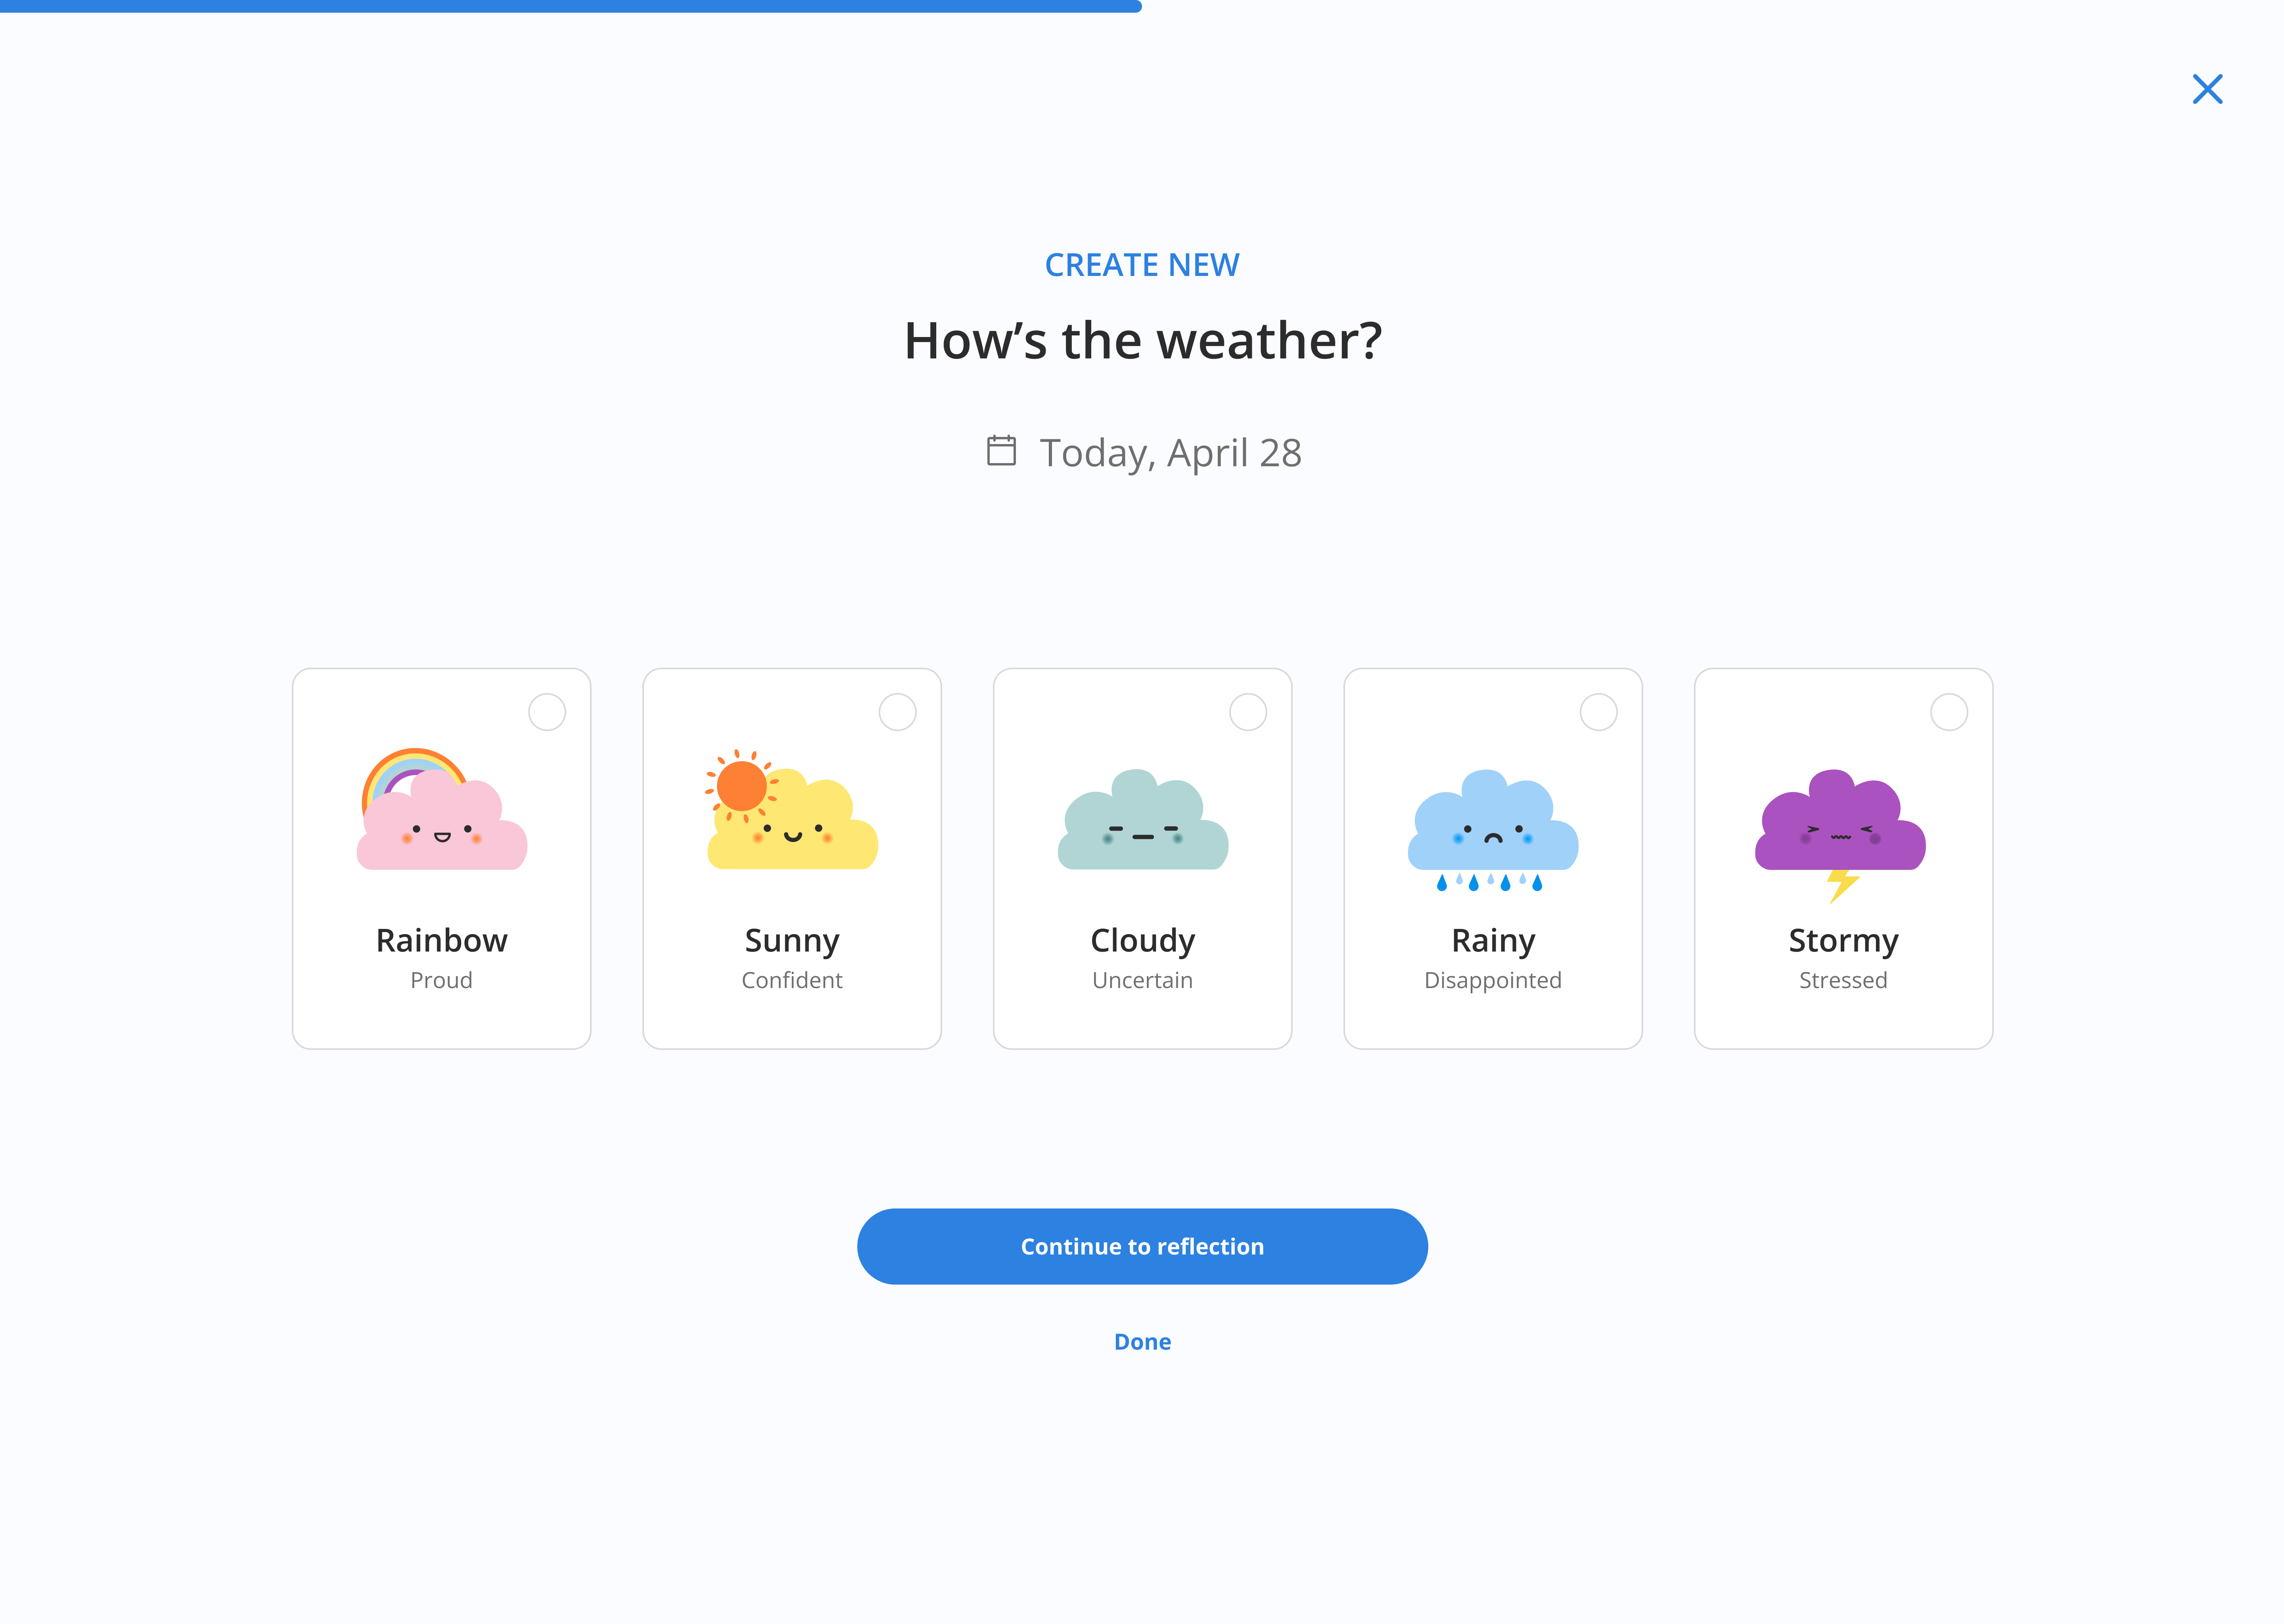 CREATE NEW
How’s the weather?
Today, April 28
Rainbow
Proud
Sunny
Confident
Cloudy
Uncertain
Rainy
Disappointed
Stormy
Stressed
Continue to reflection
Done